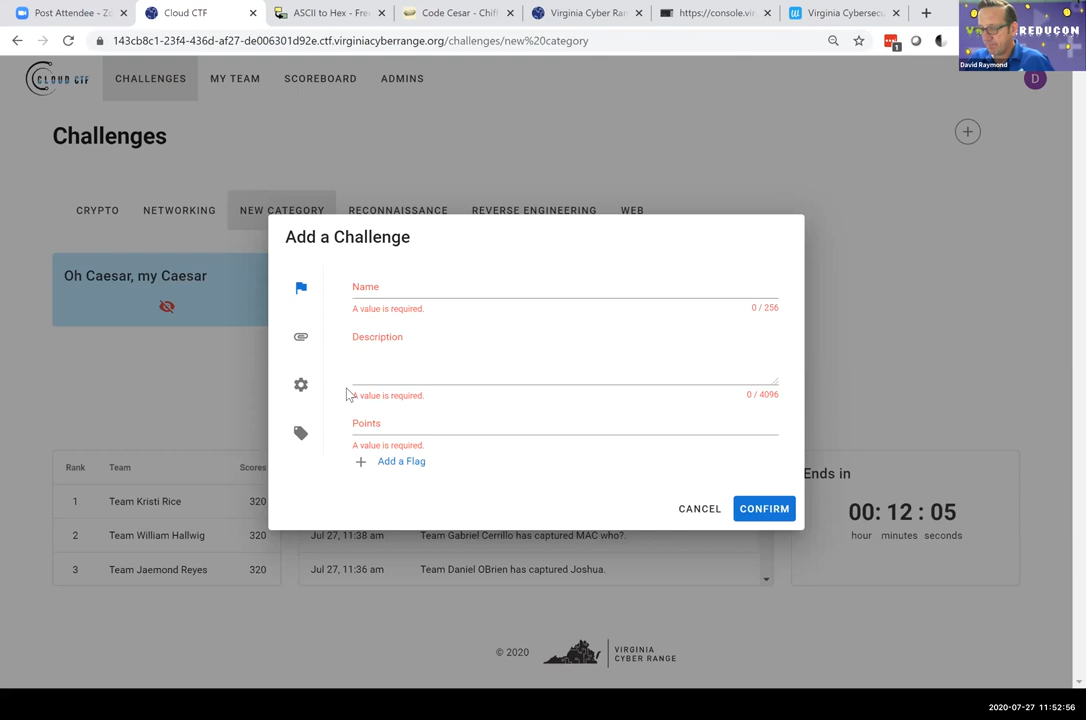 Post Attendee - Zo
Cloud CTF
ASCII to Hex - Free
Code Cesar - Chiff
Virginia Cyber Ran
https://console.vir
Virginia Cybersecu
143cb8c1-23f4-436d-af27-de006301d92e.ctf.virginiacyberrange.org/challenges/new%20category
1
REDUCON
David Raymond
CLOUD CTF
CHALLENGES
MY TEAM
SCOREBOARD
ADMINS
D
Challenges
CRYPTO
NETWORKING
NEW CATEGORY
RECONNAISSANCE
REVERSE ENGINEERING
WEB
Oh Caesar, my Caesar
Add a Challenge
Name
A value is required.
0 / 256
Description
A value is required.
0 / 4096
Points
A value is required.
Add a Flag
CANCEL
CONFIRM
Rank Team Scores
1 Team Kristi Rice 320
2 Team William Hallwig 320
3 Team Jaemond Reyes 320
Jul 27, 11:38 am Team Gabriel Cerrillo has captured MAC who?.
Jul 27, 11:36 am Team Daniel OBrien has captured Joshua.
Ends in
00: 12 : 05
hour minutes seconds
© 2020
VIRGINIA
CYBER RANGE
2020-07-27 11:52:56